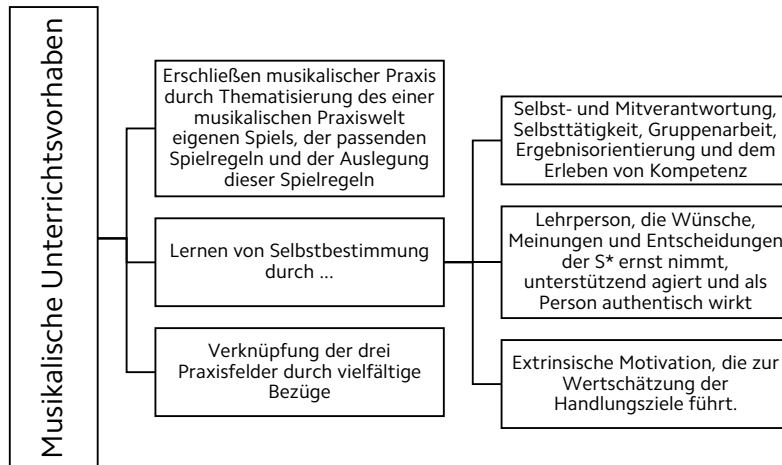 Musikalische Unterrichtsvorhaben
Erschließen musikalischer Praxis
durch Thematisierung des einer
musikalischen Praxiswelt
eigenen Spiels, der passenden
Spielregeln und der Auslegung
dieser Spielregeln
Lernen von Selbstbestimmung
durch ...
Verknüpfung der drei
Praxisfelder durch vielfältige
Bezüge
Selbst- und Mitverantwortung,
Selbsttätigkeit, Gruppenarbeit,
Ergebnisorientierung und dem
Erleben von Kompetenz
Lehrperson, die Wünsche,
Meinungen und Entscheidungen
der S* ernst nimmt,
unterstützend agiert und als
Person authentisch wirkt
Extrinsische Motivation, die zur
Wertschätzung der
Handlungsziele führt.